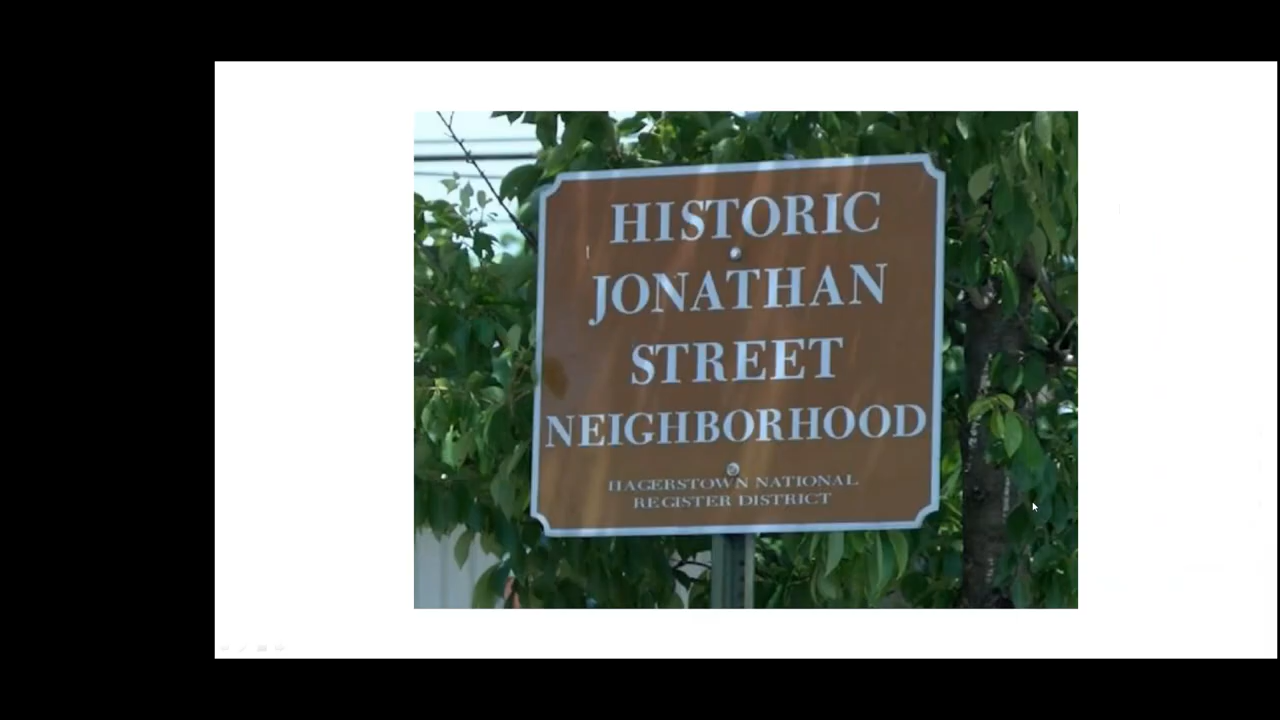 HISTORIC
JONATHAN
STREET
NEIGHBORHOOD
HAGERSTOWN NATIONAL
REGISTER DISTRICT